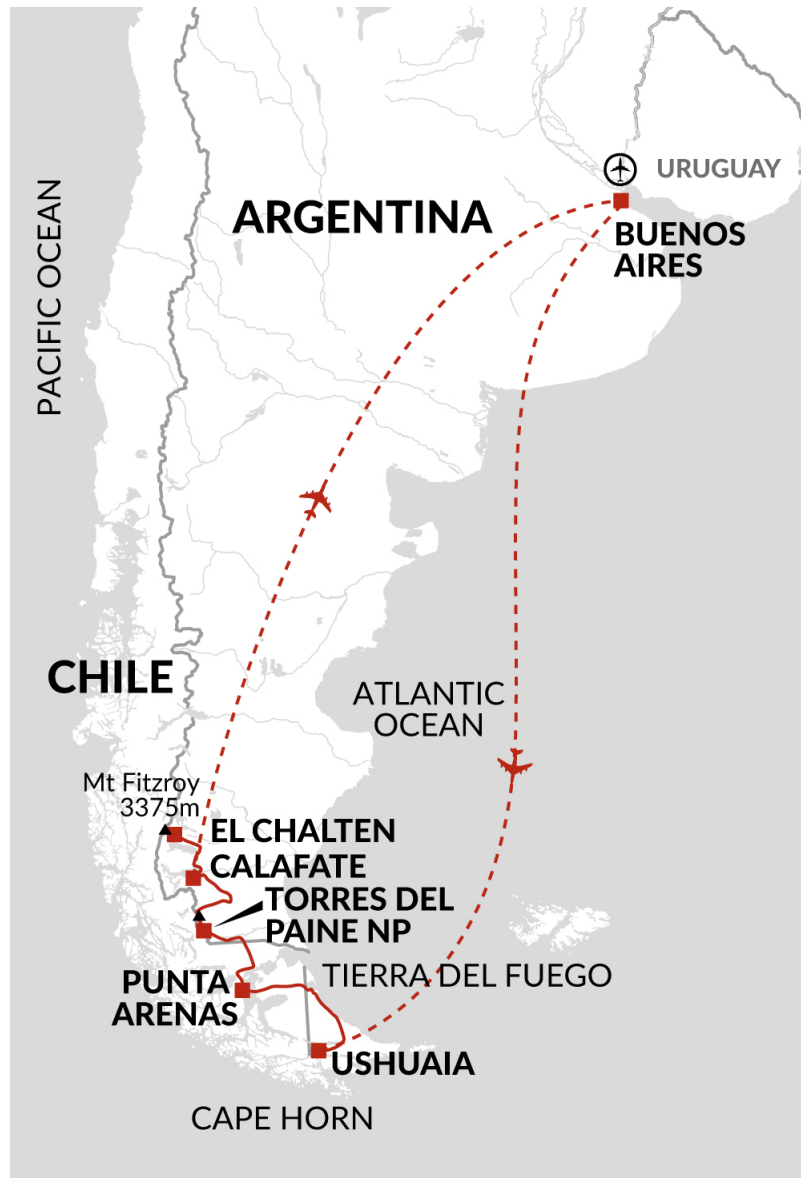 URUGUAY
ARGENTINA
BUENOS
AIRES
PACIFIC OCEAN
CHILE
ATLANTIC
OCEAN
Mt Fitzroy
3375m
EL CHALTEN
CALAFATE
TORRES DEL
PAINE NP
TIERRA DEL FUEGO
PUNTA
ARENAS
USHUAIA
CAPE HORN